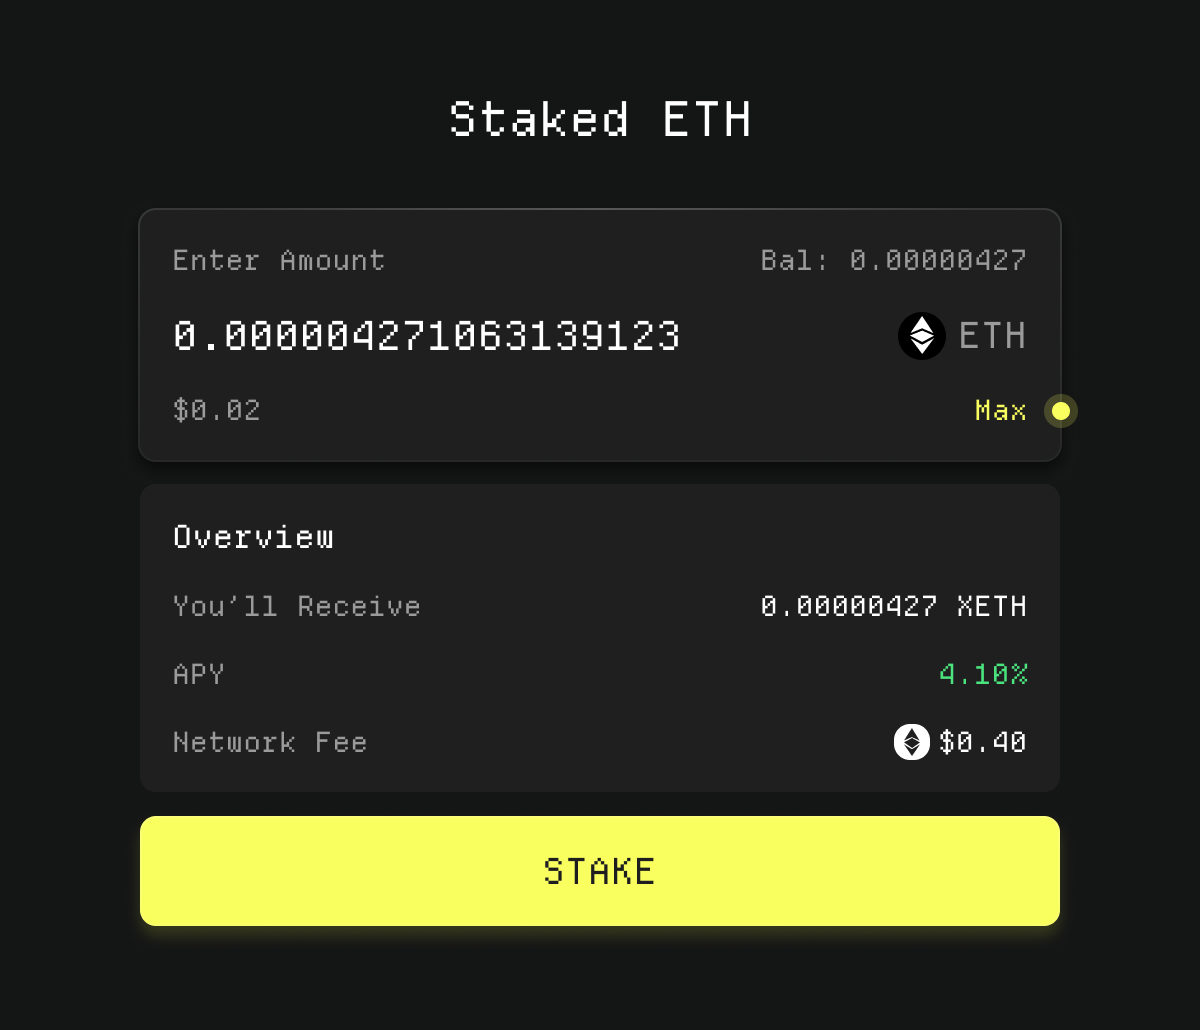 Staked ETH
Enter Amount Bal: 0.00000427
0.000004271063139123 ETH
$0.02 Max
Overview
You'll Receive 0.00000427 XETH
APY 4.10%
Network Fee $0.40
STAKE